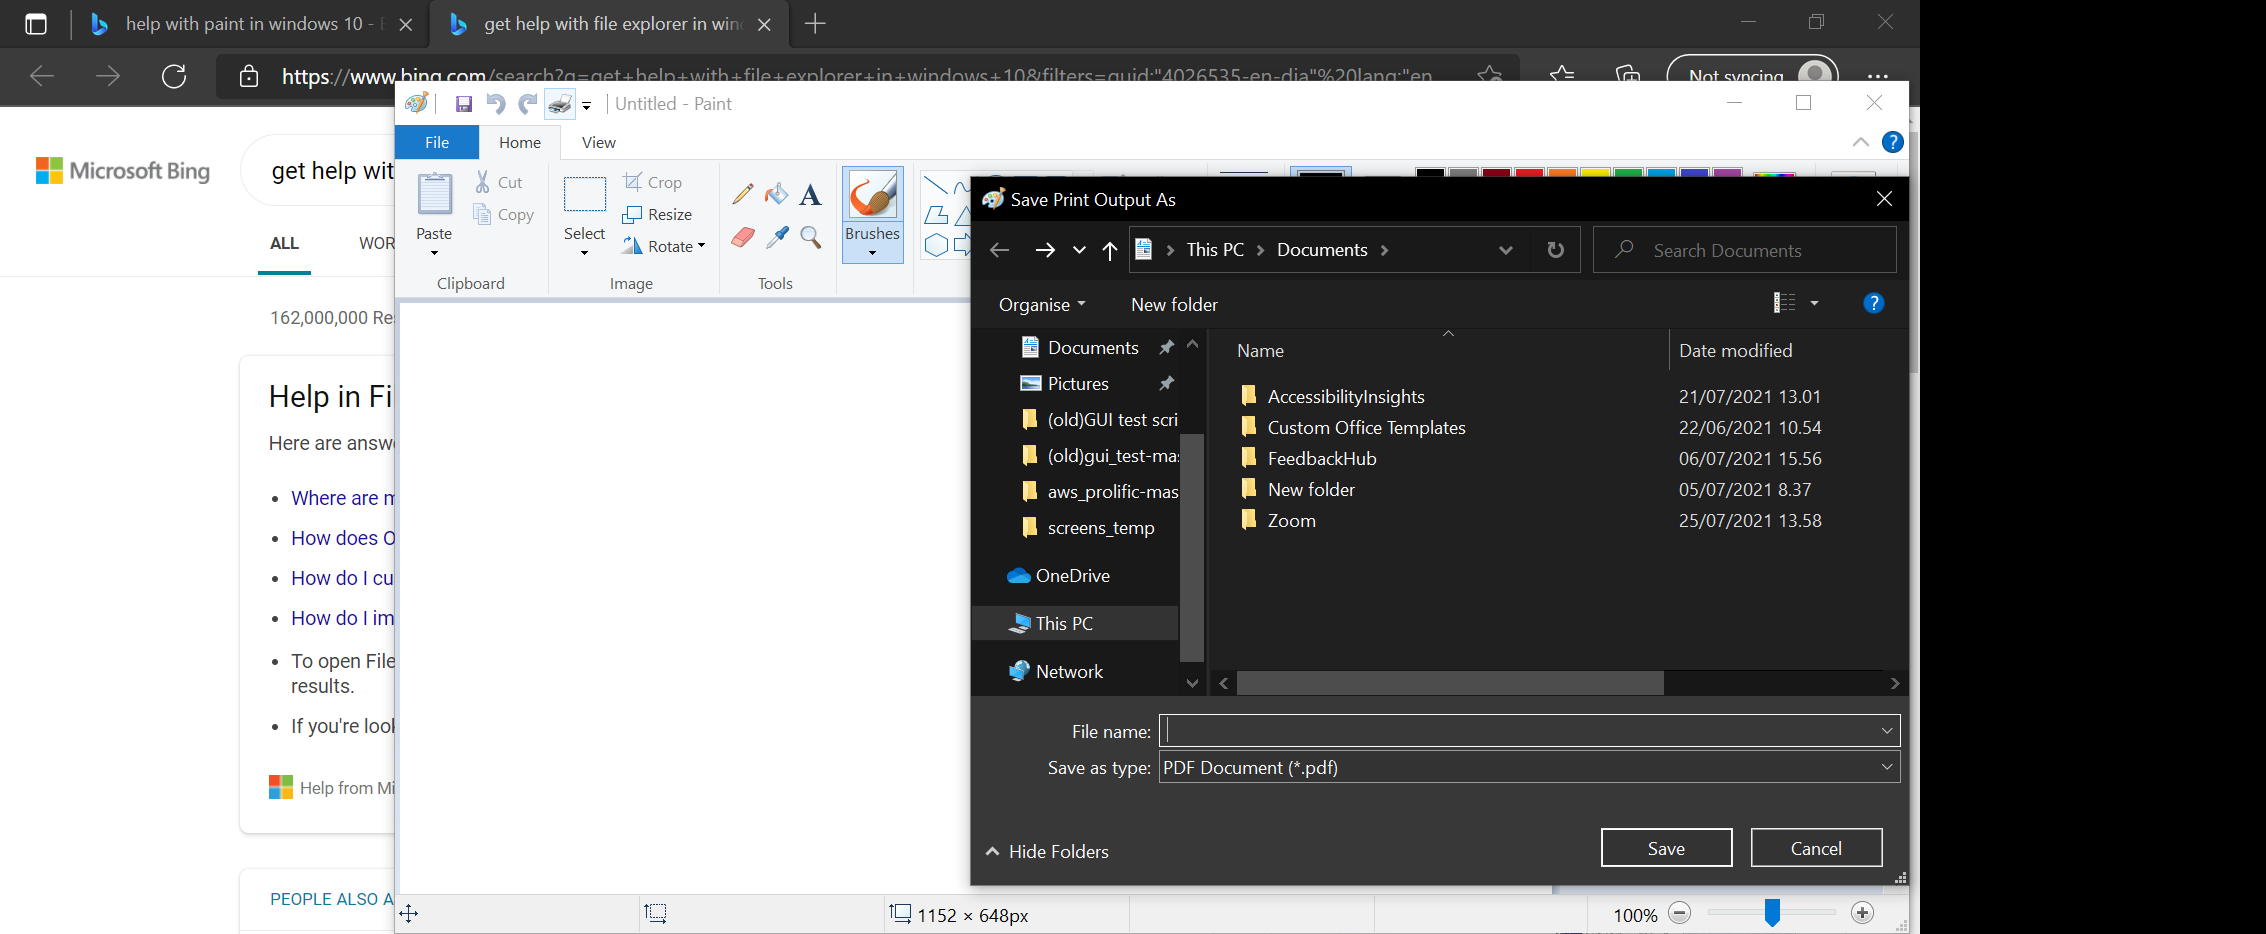 help with paint in windows 10 -
get help with file explorer in win
https://www.bing.com/search?q=get+help+with+file+explorer+in+windows+10&filters=guid:"4026535-en-dia"%20lang:"en
Not syncing
Untitled - Paint
File
Home
View
Microsoft Bing
get help wit
ALL
WOR
162,000,000 Re
Help in Fi
Here are answ
Where are m
How does O
How do I cu
How do I im
To open File
results.
If you're look
Help from Mi
PEOPLE ALSO A
Paste
Cut
Copy
Clipboard
Select
Crop
Resize
Rotate
Image
Tools
Brushes
Save Print Output As
This PC
Documents
Search Documents
Organise
New folder
Documents
Pictures
(old)GUI test scri
(old)gui_test-mas
aws_prolific-mas
screens_temp
OneDrive
This PC
Network
Name
Date modified
AccessibilityInsights 21/07/2021 13.01
Custom Office Templates 22/06/2021 10.54
FeedbackHub 06/07/2021 15.56
New folder 05/07/2021 8.37
Zoom 25/07/2021 13.58
File name:
Save as type: PDF Document (*.pdf)
Hide Folders
Save
Cancel
1152 × 648px
100%